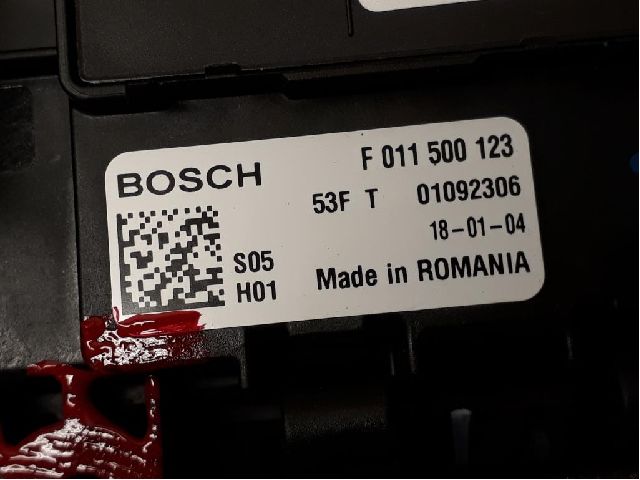 BOSCH F 011 500 123
53F T 01092306
18-01-04
S05
H01 Made in ROMANIA